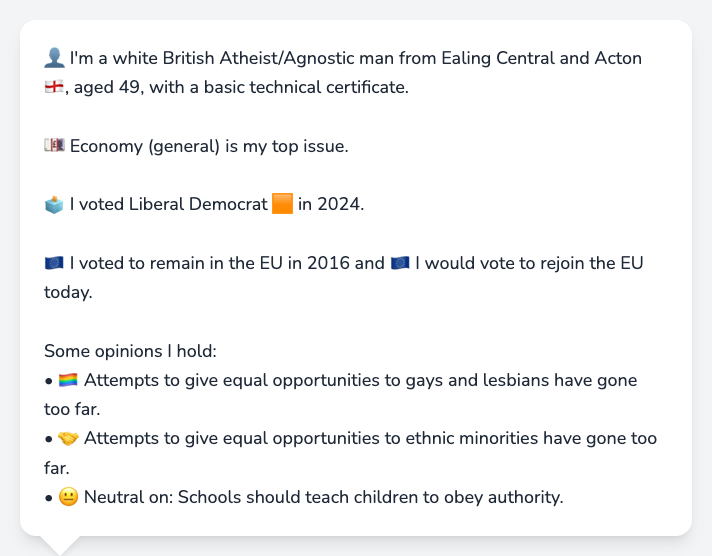 👤 I'm a white British Atheist/Agnostic man from Ealing Central and Acton
🏴󠁧󠁢󠁥󠁮󠁧󠁿, aged 49, with a basic technical certificate.
💷 Economy (general) is my top issue.
🗳️ I voted Liberal Democrat 🟧 in 2024.
🇪🇺 I voted to remain in the EU in 2016 and 🇪🇺 I would vote to rejoin the EU
today.
Some opinions I hold:
• 🏳️‍🌈 Attempts to give equal opportunities to gays and lesbians have gone
too far.
• 🤝 Attempts to give equal opportunities to ethnic minorities have gone too
far.
• 😐 Neutral on: Schools should teach children to obey authority.